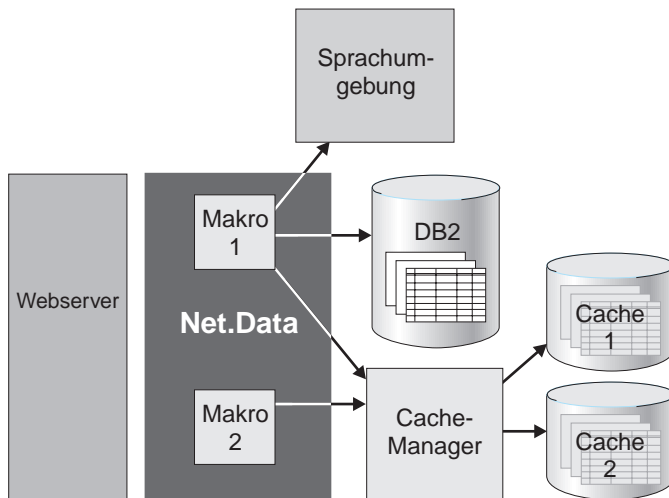 Sprachum-
gebung
Makro
1
DB2
Webserver
Net.Data
Cache
1
Makro
2
Cache-
Manager
Cache
2